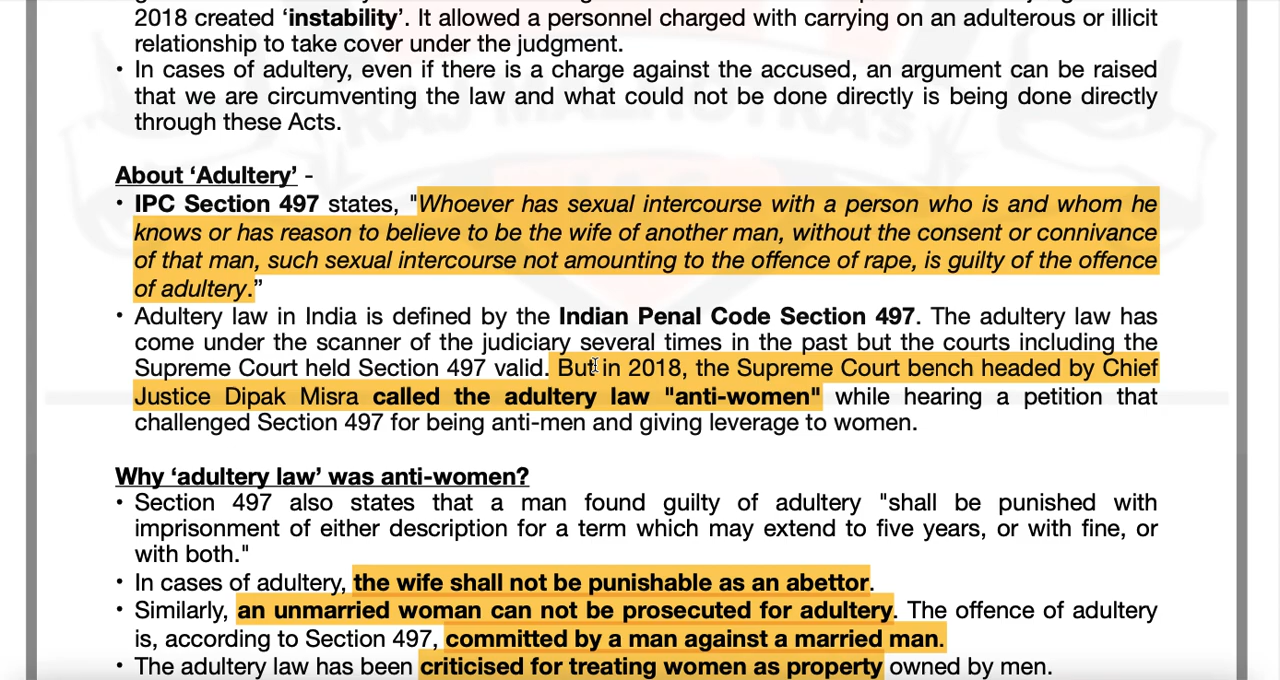 2018 created ‘instability’. It allowed a personnel charged with carrying on an adulterous or illicit
relationship to take cover under the judgment.
• In cases of adultery, even if there is a charge against the accused, an argument can be raised
that we are circumventing the law and what could not be done directly is being done directly
through these Acts.
About ‘Adultery’ -
• IPC Section 497 states, "Whoever has sexual intercourse with a person who is and whom he
knows or has reason to believe to be the wife of another man, without the consent or connivance
of that man, such sexual intercourse not amounting to the offence of rape, is guilty of the offence
of adultery.”
• Adultery law in India is defined by the Indian Penal Code Section 497. The adultery law has
come under the scanner of the judiciary several times in the past but the courts including the
Supreme Court held Section 497 valid. But in 2018, the Supreme Court bench headed by Chief
Justice Dipak Misra called the adultery law "anti-women" while hearing a petition that
challenged Section 497 for being anti-men and giving leverage to women.
Why ‘adultery law’ was anti-women?
• Section 497 also states that a man found guilty of adultery "shall be punished with
imprisonment of either description for a term which may extend to five years, or with fine, or
with both."
• In cases of adultery, the wife shall not be punishable as an abettor.
• Similarly, an unmarried woman can not be prosecuted for adultery. The offence of adultery
is, according to Section 497, committed by a man against a married man.
• The adultery law has been criticised for treating women as property owned by men.